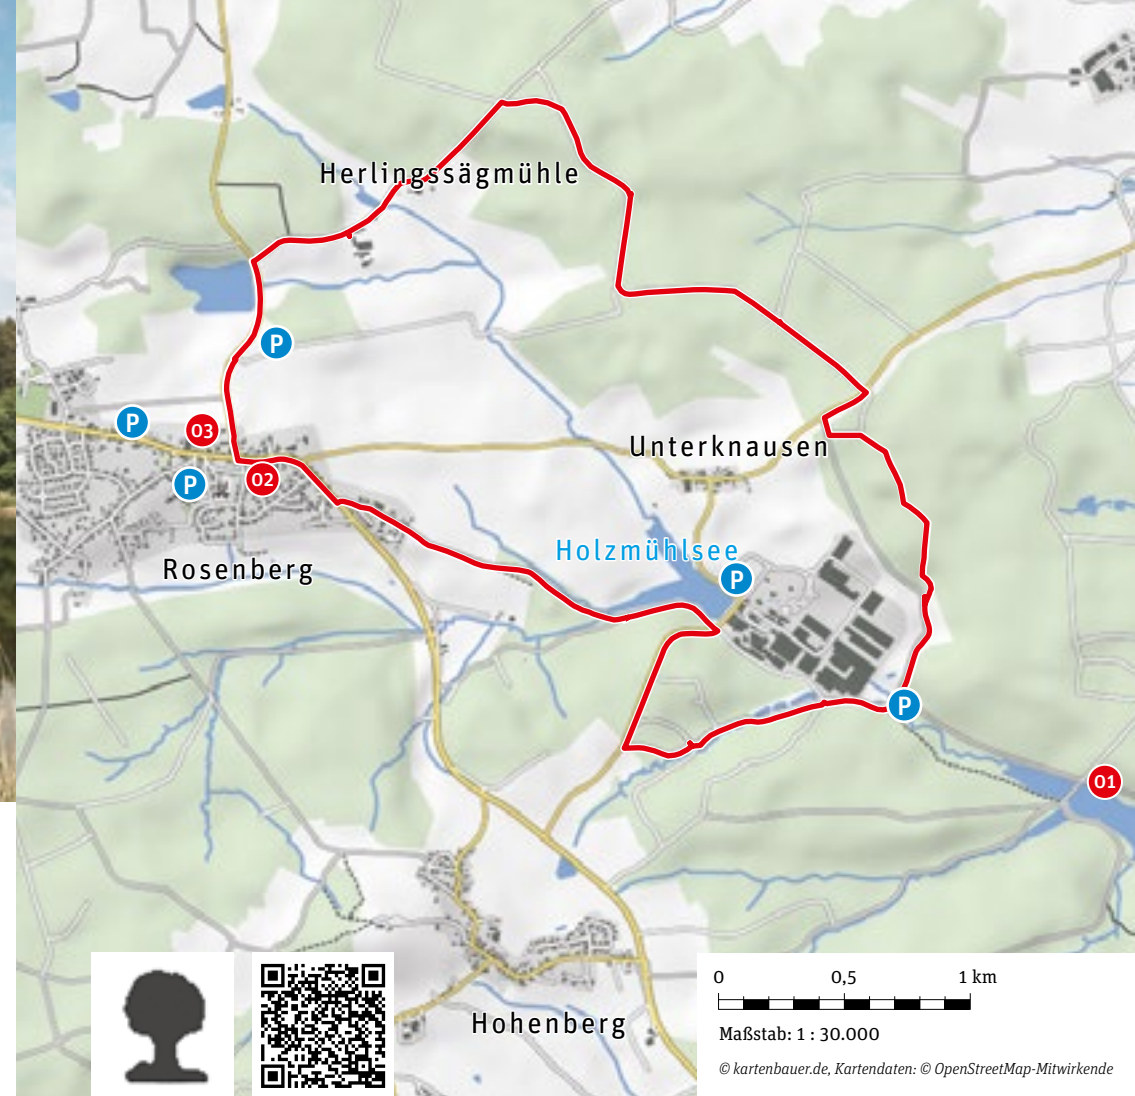 Herlingssägmühle
P
P
03
Unterknausen
P
02
Holzmühlsee
P
Rosenberg
P
01
0 0,5 1 km
Hohenberg
Maßstab: 1 : 30.000
© kartenbauer.de, Kartendaten: © OpenStreetMap-Mitwirkende